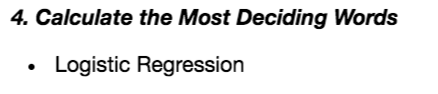 4. Calculate the Most Deciding Words
• Logistic Regression